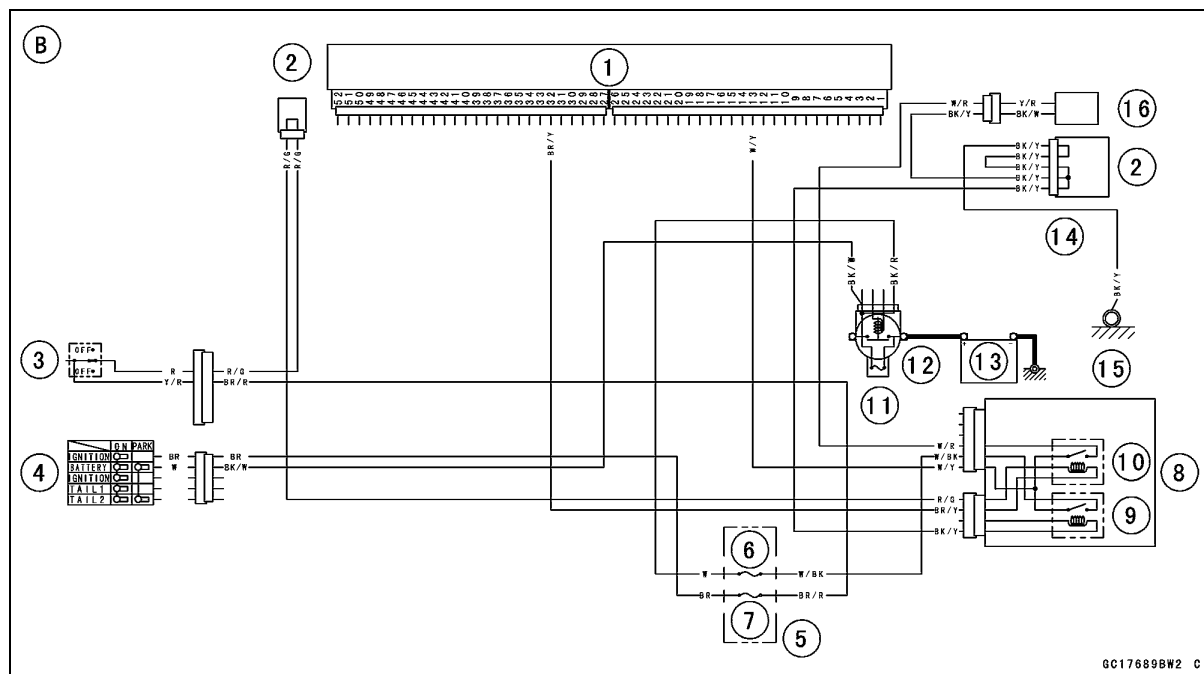 B
2
1
52 51 50 49 48 47 46 45 44 43 42 41 40 39 38 37 36 35 34 33 32 31 30 29 28 27 26 25 24 23 22 21 20 19 18 17 16 15 14 13 12 11 10 9 8 7 6 5 4 3 2 1
W/R Y/R
BK/Y BK/W
16
BR/Y
W/Y
R/G R/G
BK/Y
BK/Y
BK/Y
BK/Y
BK/Y
2
14
BK/W
BK/R
BK/Y
3
OFF
OFF
R R/G
Y/R BR/R
+ -
12
13
15
11
4
ON PARK
IGNITION
BATTERY
IGNITION
TAIL1
TAIL2
BR BR
W BK/W
W/R
W/BK
W/Y
10
8
R/G
BR/Y
BK/Y
9
6
W W/BK
BR BR/R
7
5
GC17689BW2 C